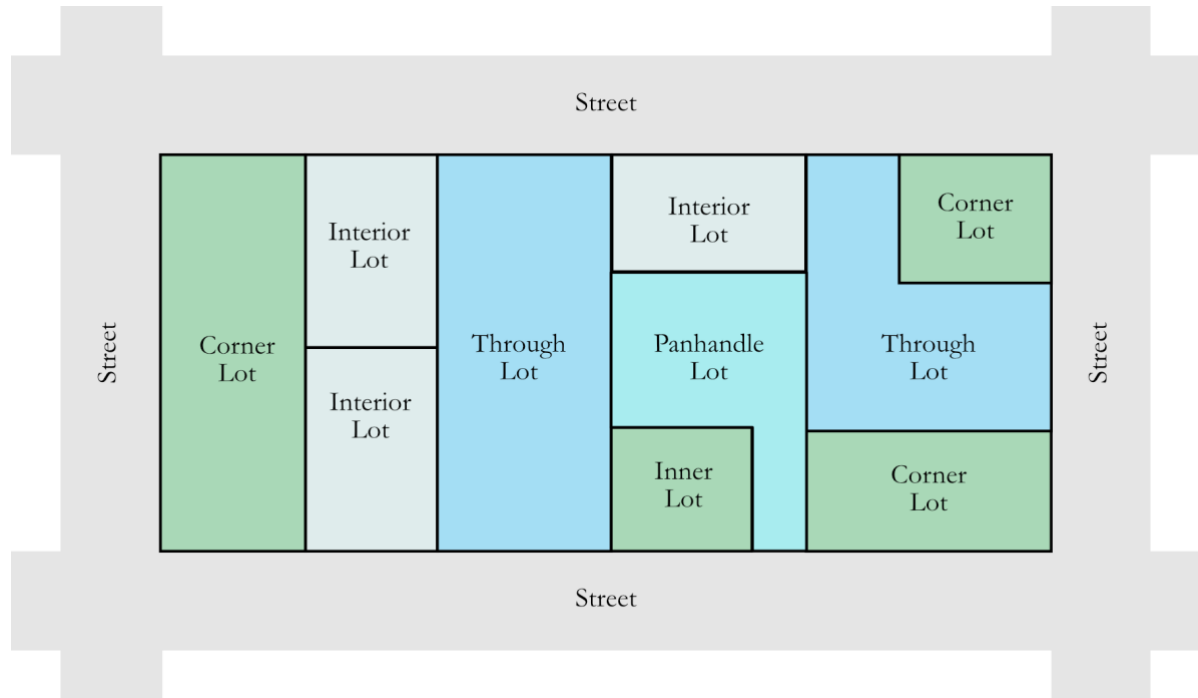 Street
Interior
Lot
Interior
Lot
Corner
Lot
Street
Corner
Lot
Through
Lot
Panhandle
Lot
Through
Lot
Street
Interior
Lot
Inner
Lot
Corner
Lot
Street